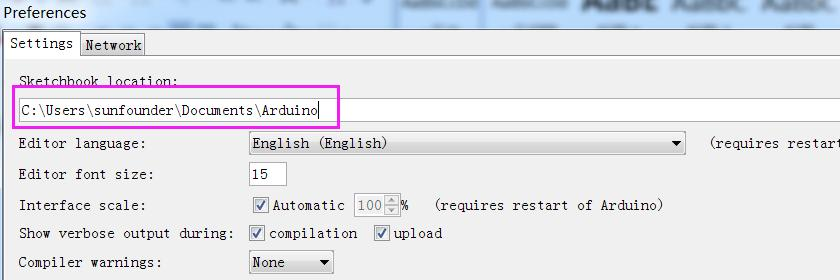 Preferences
Settings Network
Sketchbook location:
C:\Users\sunfounder\Documents\Arduino
Editor language: English (English) (requires restart
Editor font size: 15
Interface scale: Automatic 100 % (requires restart of Arduino)
Show verbose output during: compilation upload
Compiler warnings: None